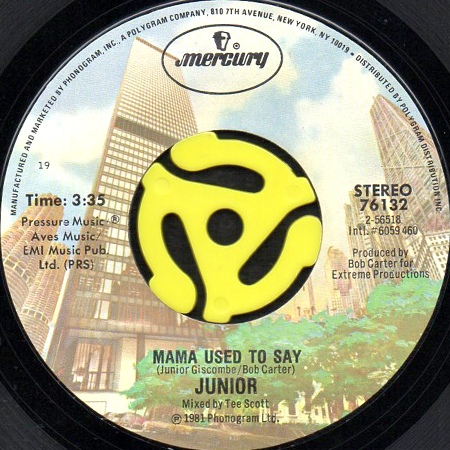 MANUFACTURED AND MARKETED BY PHONOGRAM, INC., A POLYGRAM COMPANY, 810 7TH AVENUE, NEW YORK, N.Y. 10019 • DISTRIBUTED BY POLYGRAM DISTRIBUTION INC.
mercury®
19
Time: 3:35
Pressure Music-®
Aves Music/
EMI Music Pub.
Ltd. (PRS)
STEREO
76132
2-56518
Intl. #6059 460
Produced by
Bob Carter for
Extreme Productions
MAMA USED TO SAY
(Junior Giscombe/Bob Carter)
JUNIOR
Mixed by Tee Scott
℗ 1981 Phonogram Ltd.